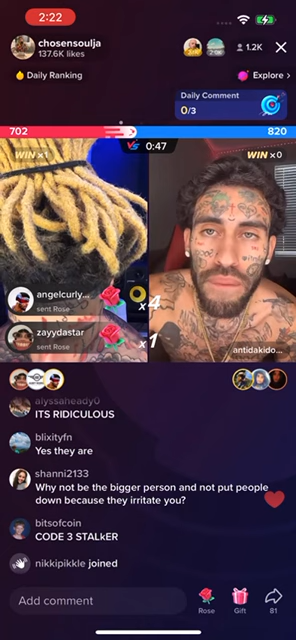 2:22
chosensoulja
137.6K likes
1.2K
Daily Ranking
Explore >
Daily Comment
0/3
702
820
WIN x1
VS 0:47
WIN x0
angelcurly...
sent Rose
x4
zayydastar
sent Rose
x1
antidakido...
alyssaheady0
ITS RIDICULOUS
blixityfn
Yes they are
shanni2133
Why not be the bigger person and not put people
down because they irritate you?
bitsofcoin
CODE 3 STALkER
nikkipikkle joined
Add comment
Rose
Gift
81